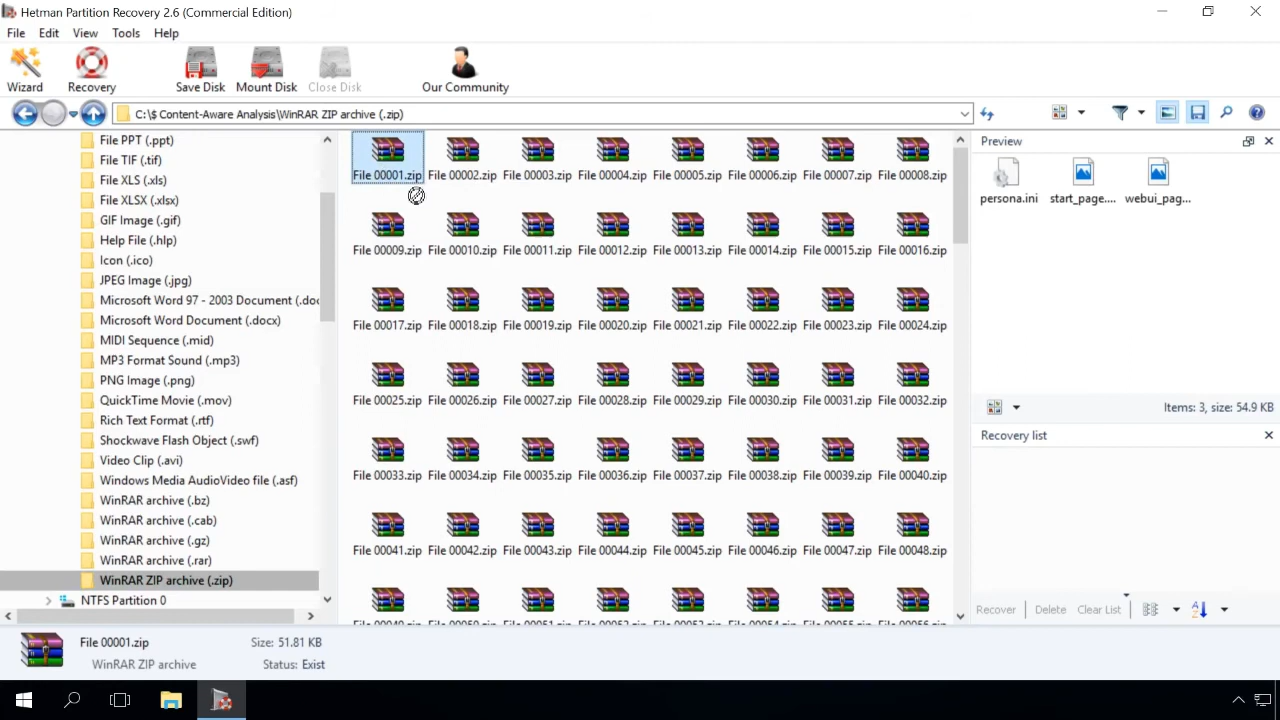 Hetman Partition Recovery 2.6 (Commercial Edition)
File Edit View Tools Help
Wizard Recovery Save Disk Mount Disk Close Disk Our Community
C:\$ Content-Aware Analysis\WinRAR ZIP archive (.zip)
File PPT (.ppt)
File TIF (.tif)
File XLS (.xls)
File XLSX (.xlsx)
GIF Image (.gif)
Help File (.hlp)
Icon (.ico)
JPEG Image (.jpg)
Microsoft Word 97 - 2003 Document (.doc
Microsoft Word Document (.docx)
MIDI Sequence (.mid)
MP3 Format Sound (.mp3)
PNG Image (.png)
QuickTime Movie (.mov)
Rich Text Format (.rtf)
Shockwave Flash Object (.swf)
Video Clip (.avi)
Windows Media AudioVideo file (.asf)
WinRAR archive (.bz)
WinRAR archive (.cab)
WinRAR archive (.gz)
WinRAR archive (.rar)
WinRAR ZIP archive (.zip)
NTFS Partition 0
File 00001.zip File 00002.zip File 00003.zip File 00004.zip File 00005.zip File 00006.zip File 00007.zip File 00008.zip
File 00009.zip File 00010.zip File 00011.zip File 00012.zip File 00013.zip File 00014.zip File 00015.zip File 00016.zip
File 00017.zip File 00018.zip File 00019.zip File 00020.zip File 00021.zip File 00022.zip File 00023.zip File 00024.zip
File 00025.zip File 00026.zip File 00027.zip File 00028.zip File 00029.zip File 00030.zip File 00031.zip File 00032.zip
File 00033.zip File 00034.zip File 00035.zip File 00036.zip File 00037.zip File 00038.zip File 00039.zip File 00040.zip
File 00041.zip File 00042.zip File 00043.zip File 00044.zip File 00045.zip File 00046.zip File 00047.zip File 00048.zip
Preview
persona.ini start_page.... webui_pag...
Items: 3, size: 54.9 KB
Recovery list
Recover Delete Clear List
File 00001.zip Size: 51.81 KB
WinRAR ZIP archive Status: Exist